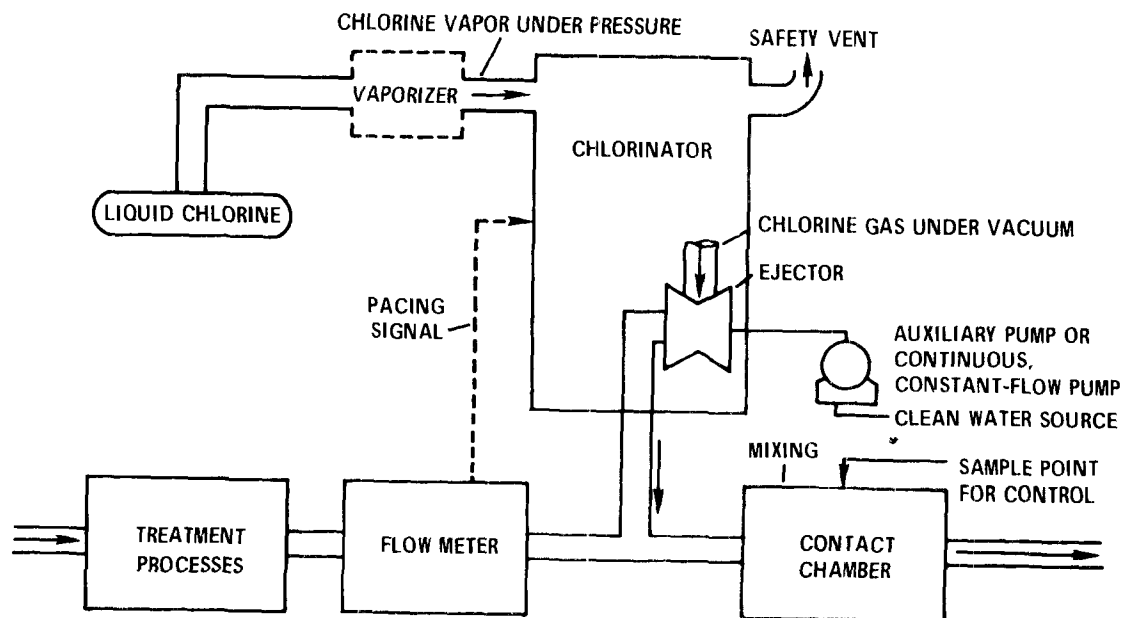 CHLORINE VAPOR UNDER PRESSURE
SAFETY VENT
VAPORIZER
CHLORINATOR
LIQUID CHLORINE
CHLORINE GAS UNDER VACUUM
EJECTOR
PACING
SIGNAL
AUXILIARY PUMP OR
CONTINUOUS,
CONSTANT-FLOW PUMP
CLEAN WATER SOURCE
MIXING
SAMPLE POINT
FOR CONTROL
TREATMENT
PROCESSES
FLOW METER
CONTACT
CHAMBER